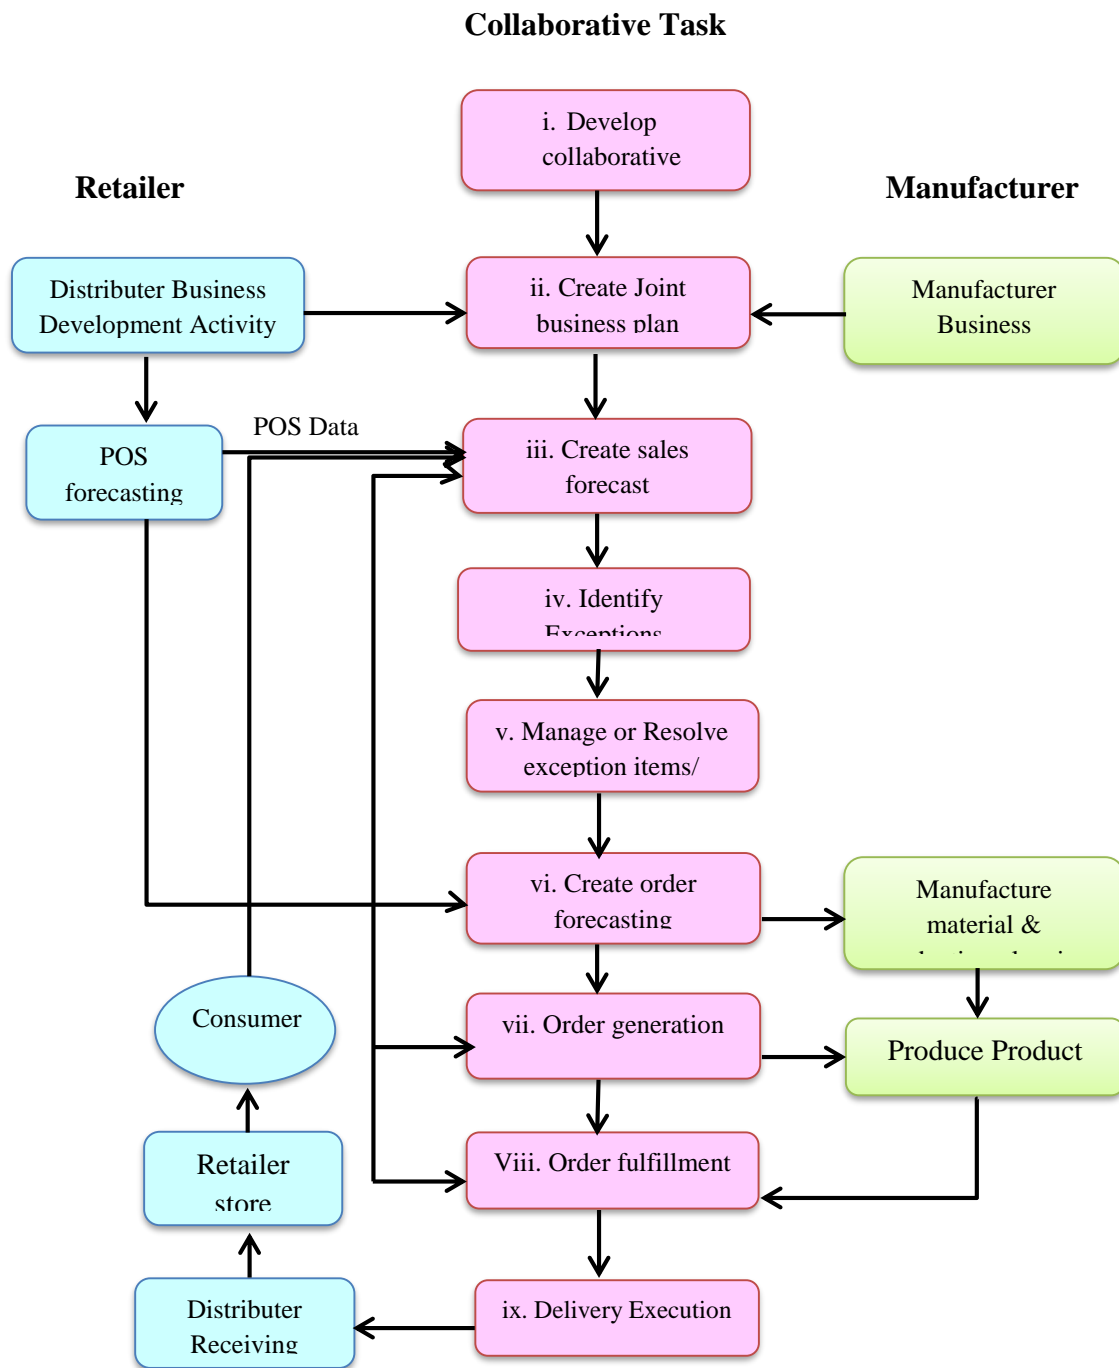 Collaborative Task
i. Develop
collaborative
Retailer
Manufacturer
Distributer Business
Development Activity
ii. Create Joint
business plan
Manufacturer
Business
POS Data
POS
forecasting
iii. Create sales
forecast
iv. Identify
Exceptions
v. Manage or Resolve
exception items/
vi. Create order
forecasting
Manufacture
material &
Consumer
vii. Order generation
Produce Product
Retailer
store
Viii. Order fulfillment
Distributer
Receiving
ix. Delivery Execution